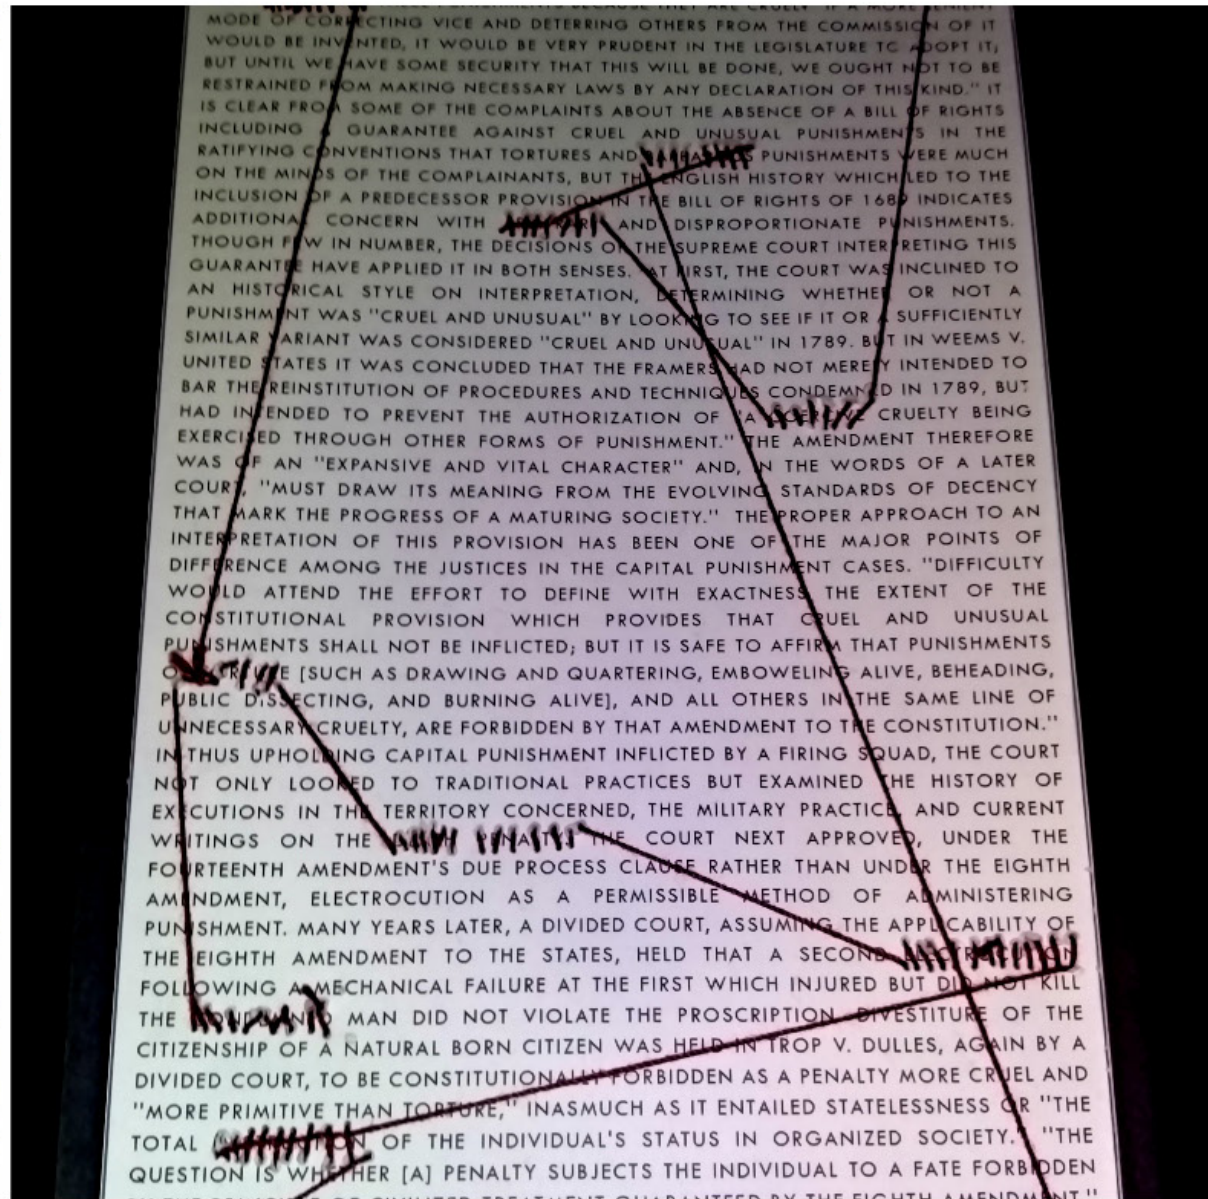 PUNISHMENTS BECAUSE THEY ARE CRUEL? IF A MORE LENIENT
MODE OF CORRECTING VICE AND DETERRING OTHERS FROM THE COMMISSION OF IT
WOULD BE INVENTED, IT WOULD BE VERY PRUDENT IN THE LEGISLATURE TO ADOPT IT;
BUT UNTIL WE HAVE SOME SECURITY THAT THIS WILL BE DONE, WE OUGHT NOT TO BE
RESTRAINED FROM MAKING NECESSARY LAWS BY ANY DECLARATION OF THIS KIND." IT
IS CLEAR FROM SOME OF THE COMPLAINTS ABOUT THE ABSENCE OF A BILL OF RIGHTS
INCLUDING A GUARANTEE AGAINST CRUEL AND UNUSUAL PUNISHMENTS IN THE
RATIFYING CONVENTIONS THAT TORTURES AND PUNISHMENTS WERE MUCH
ON THE MINDS OF THE COMPLAINANTS, BUT THE ENGLISH HISTORY WHICH LED TO THE
INCLUSION OF A PREDECESSOR PROVISION IN THE BILL OF RIGHTS OF 1689 INDICATES
ADDITIONAL CONCERN WITH AND DISPROPORTIONATE PUNISHMENTS.
THOUGH FEW IN NUMBER, THE DECISIONS OF THE SUPREME COURT INTERPRETING THIS
GUARANTEE HAVE APPLIED IT IN BOTH SENSES. AT FIRST, THE COURT WAS INCLINED TO
AN HISTORICAL STYLE ON INTERPRETATION, DETERMINING WHETHER OR NOT A
PUNISHMENT WAS "CRUEL AND UNUSUAL" BY LOOKING TO SEE IF IT OR A SUFFICIENTLY
SIMILAR VARIANT WAS CONSIDERED "CRUEL AND UNUSUAL" IN 1789. BUT IN WEEMS V.
UNITED STATES IT WAS CONCLUDED THAT THE FRAMERS HAD NOT MERELY INTENDED TO
BAR THE REINSTITUTION OF PROCEDURES AND TECHNIQUES CONDEMNED IN 1789, BUT
HAD INTENDED TO PREVENT THE AUTHORIZATION OF "A CRUELTY BEING
EXERCISED THROUGH OTHER FORMS OF PUNISHMENT." THE AMENDMENT THEREFORE
WAS OF AN "EXPANSIVE AND VITAL CHARACTER" AND, IN THE WORDS OF A LATER
COURT, "MUST DRAW ITS MEANING FROM THE EVOLVING STANDARDS OF DECENCY
THAT MARK THE PROGRESS OF A MATURING SOCIETY." THE PROPER APPROACH TO AN
INTERPRETATION OF THIS PROVISION HAS BEEN ONE OF THE MAJOR POINTS OF
DIFFERENCE AMONG THE JUSTICES IN THE CAPITAL PUNISHMENT CASES. "DIFFICULTY
WOULD ATTEND THE EFFORT TO DEFINE WITH EXACTNESS THE EXTENT OF THE
CONSTITUTIONAL PROVISION WHICH PROVIDES THAT CRUEL AND UNUSUAL
PUNISHMENTS SHALL NOT BE INFLICTED; BUT IT IS SAFE TO AFFIRM THAT PUNISHMENTS
[SUCH AS DRAWING AND QUARTERING, EMBOWELING ALIVE, BEHEADING,
PUBLIC DISSECTING, AND BURNING ALIVE], AND ALL OTHERS IN THE SAME LINE OF
UNNECESSARY CRUELTY, ARE FORBIDDEN BY THAT AMENDMENT TO THE CONSTITUTION."
IN THUS UPHOLDING CAPITAL PUNISHMENT INFLICTED BY A FIRING SQUAD, THE COURT
NOT ONLY LOOKED TO TRADITIONAL PRACTICES BUT EXAMINED THE HISTORY OF
EXECUTIONS IN THE TERRITORY CONCERNED, THE MILITARY PRACTICE, AND CURRENT
WRITINGS ON THE THE COURT NEXT APPROVED, UNDER THE
FOURTEENTH AMENDMENT'S DUE PROCESS CLAUSE RATHER THAN UNDER THE EIGHTH
AMENDMENT, ELECTROCUTION AS A PERMISSIBLE METHOD OF ADMINISTERING
PUNISHMENT. MANY YEARS LATER, A DIVIDED COURT, ASSUMING THE APPLICABILITY OF
THE EIGHTH AMENDMENT TO THE STATES, HELD THAT A SECOND
FOLLOWING A MECHANICAL FAILURE AT THE FIRST WHICH INJURED BUT DID NOT KILL
THE MAN DID NOT VIOLATE THE PROSCRIPTION. DIVESTITURE OF THE
CITIZENSHIP OF A NATURAL BORN CITIZEN WAS HELD IN TROP V. DULLES, AGAIN BY A
DIVIDED COURT, TO BE CONSTITUTIONALLY FORBIDDEN AS A PENALTY MORE CRUEL AND
"MORE PRIMITIVE THAN TORTURE," INASMUCH AS IT ENTAILED STATELESSNESS OR "THE
TOTAL OF THE INDIVIDUAL'S STATUS IN ORGANIZED SOCIETY." "THE
QUESTION IS WHETHER [A] PENALTY SUBJECTS THE INDIVIDUAL TO A FATE FORBIDDEN
TREATMENT GUARANTEED BY THE EIGHTH AMENDMENT."